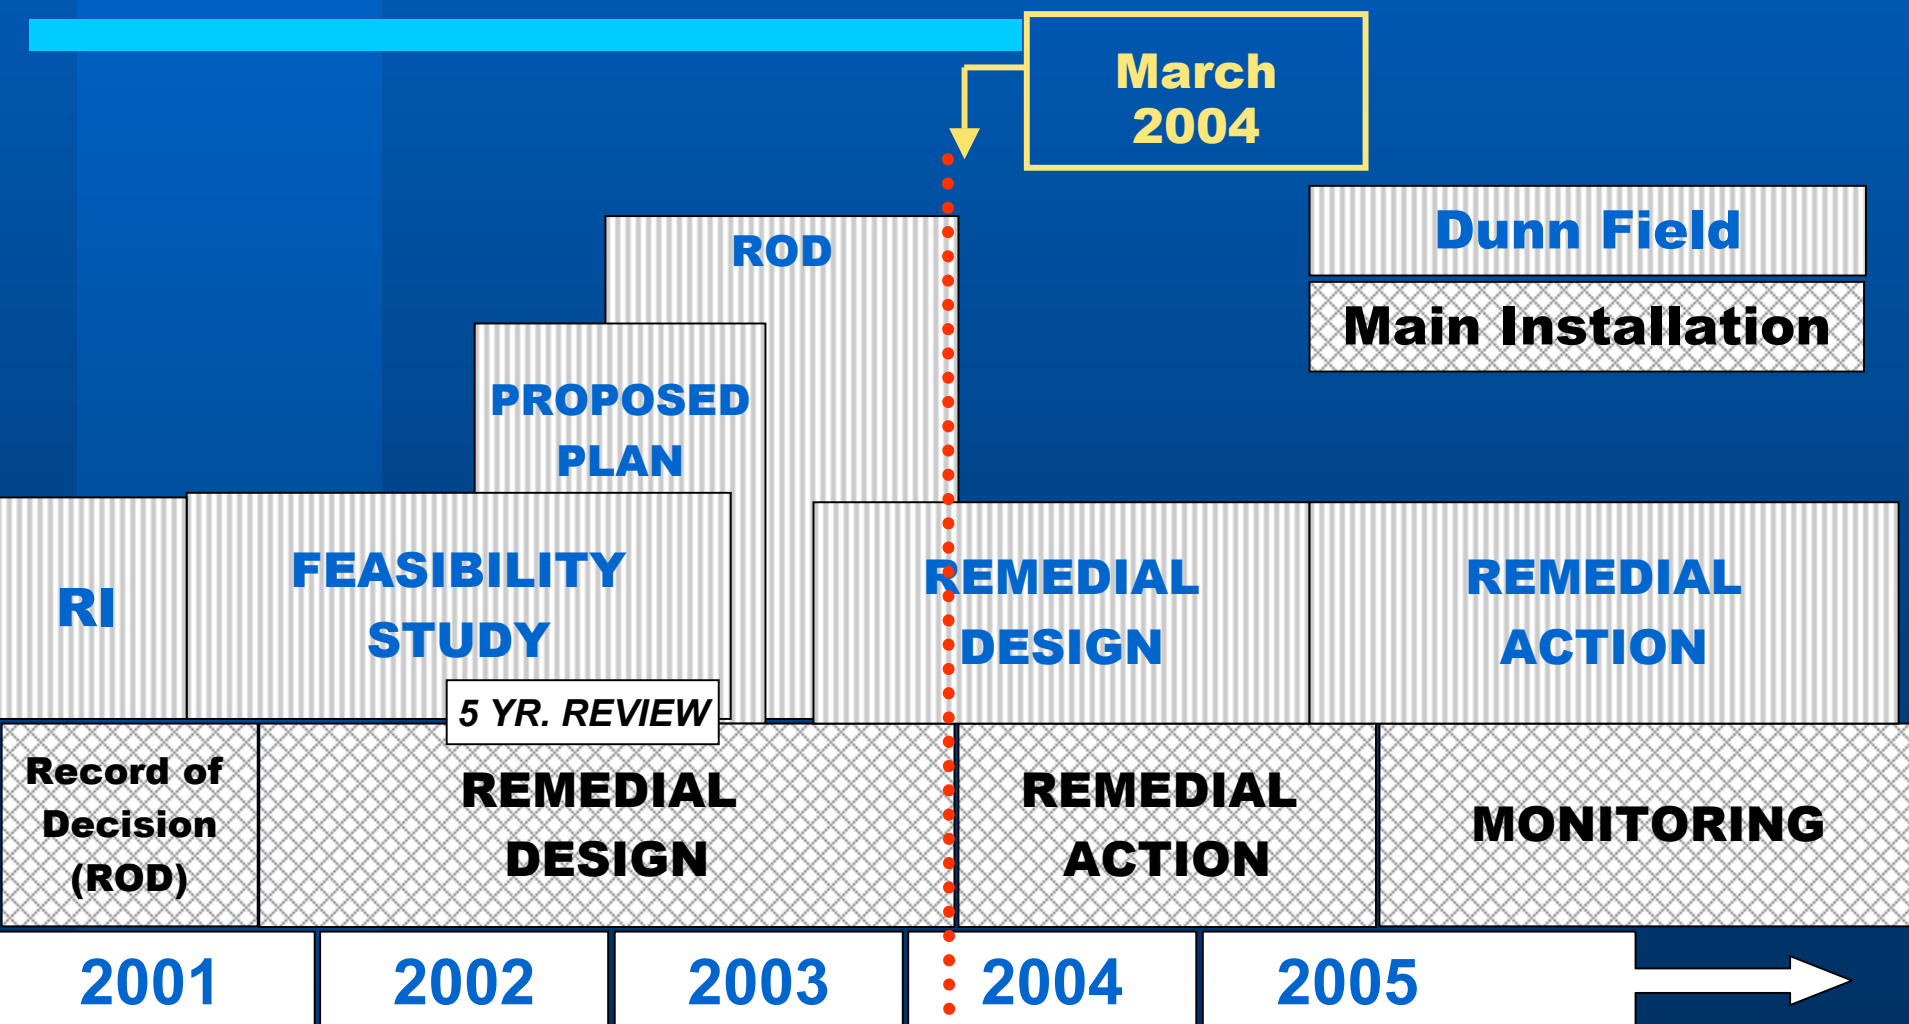 March
2004
Dunn Field
Main Installation
ROD
PROPOSED
PLAN
RI
FEASIBILITY
STUDY
REMEDIAL
DESIGN
REMEDIAL
ACTION
5 YR. REVIEW
Record of
Decision
(ROD)
REMEDIAL
DESIGN
REMEDIAL
ACTION
MONITORING
2001
2002
2003
2004
2005